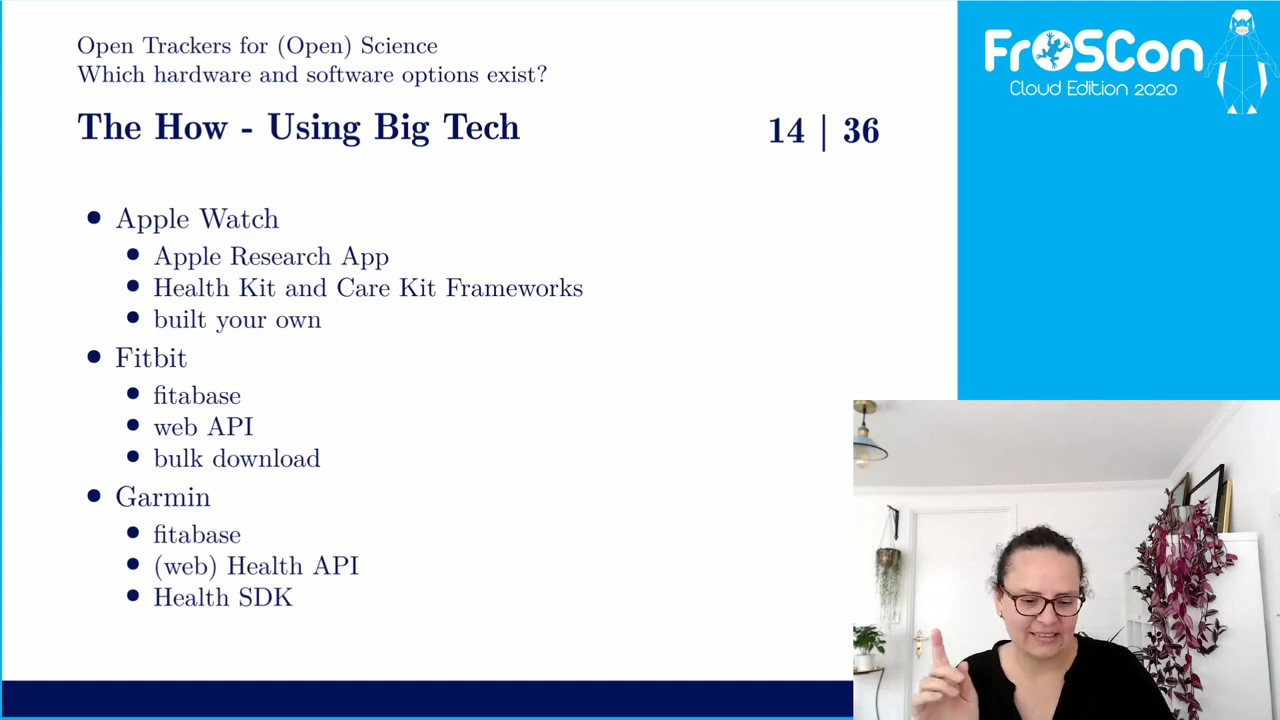 Open Trackers for (Open) Science
Which hardware and software options exist?
The How - Using Big Tech
14 | 36
• Apple Watch
• Apple Research App
• Health Kit and Care Kit Frameworks
• built your own
• Fitbit
• fitabase
• web API
• bulk download
• Garmin
• fitabase
• (web) Health API
• Health SDK
FrOSCon
Cloud Edition 2020